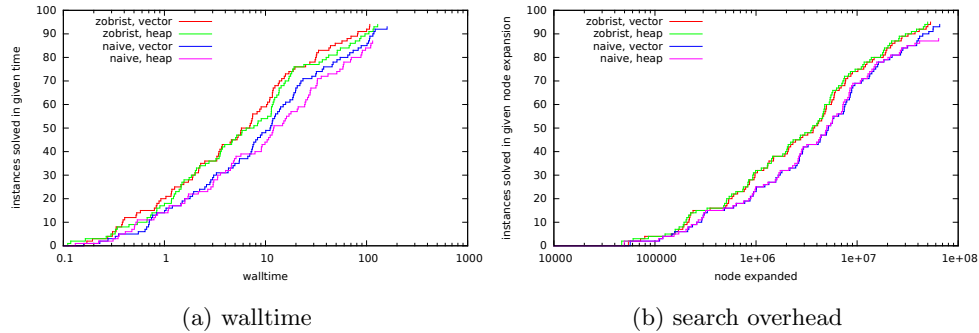 zobrist, vector
zobrist, heap
naive, vector
naive, heap
100
90
80
70
60
50
40
30
20
10
0
instances solved in given time
0.1
1
10
100
1000
walltime
(a) walltime
zobrist, vector
zobrist, heap
naive, vector
naive, heap
100
90
80
70
60
50
40
30
20
10
0
instances solved in given node expansion
10000
100000
1e+06
1e+07
1e+08
node expanded
(b) search overhead